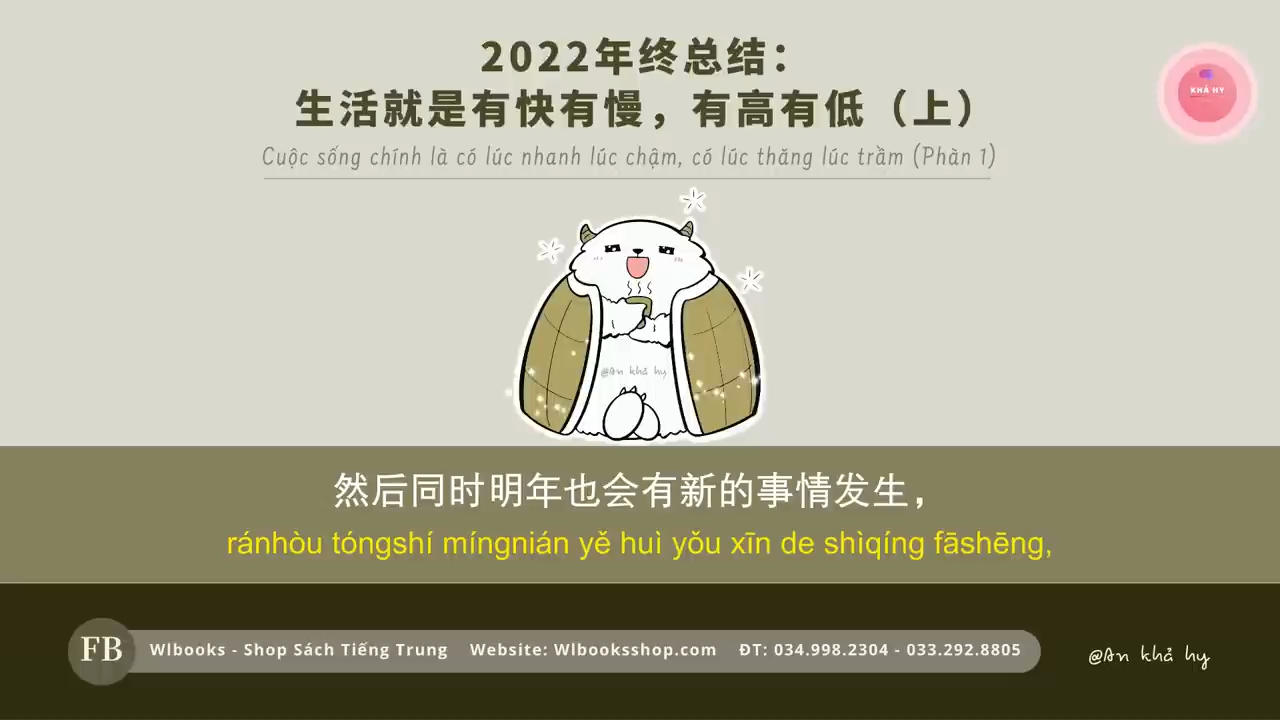 2022年终总结：
生活就是有快有慢，有高有低（上）
Cuộc sống chính là có lúc nhanh lúc chậm, có lúc thăng lúc trầm (Phần 1)
KHẢ HY
@An khả hy
然后同时明年也会有新的事情发生，
ránhòu tóngshí míngnián yě huì yǒu xīn de shìqíng fāshēng,
FB Wlbooks - Shop Sách Tiếng Trung Website: Wlbooksshop.com ĐT: 034.998.2304 - 033.292.8805
@An khả hy